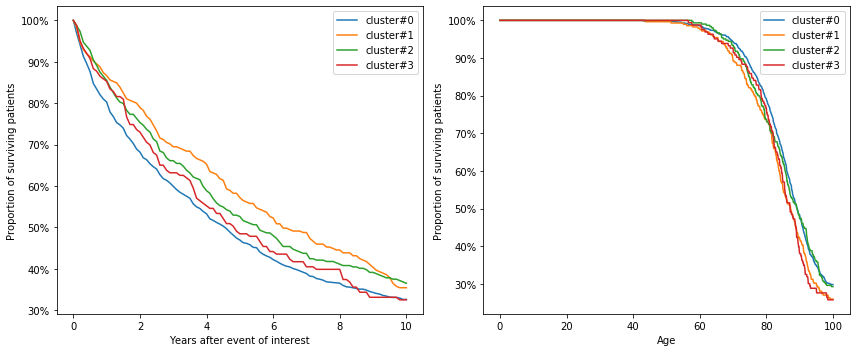 100%
90%
80%
70%
60%
50%
40%
30%
Proportion of surviving patients
0
2
4
6
8
10
Years after event of interest
cluster#0
cluster#1
cluster#2
cluster#3
100%
90%
80%
70%
60%
50%
40%
30%
Proportion of surviving patients
0
20
40
60
80
100
Age
cluster#0
cluster#1
cluster#2
cluster#3